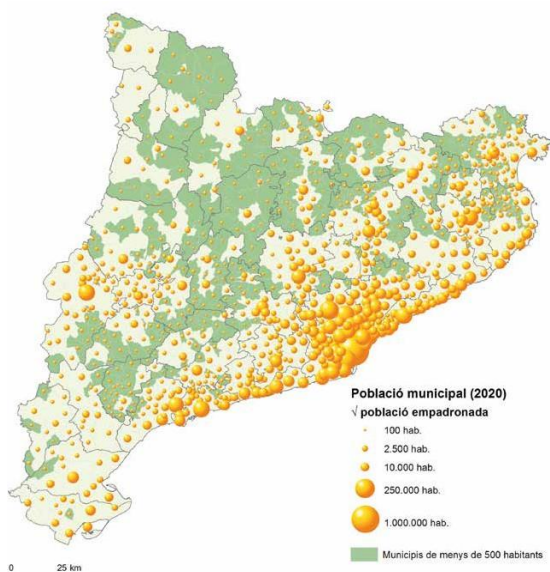 Població municipal (2020)
√ població empadronada
100 hab.
2.500 hab.
10.000 hab.
250.000 hab.
1.000.000 hab.
Municipis de menys de 500 habitants
0 25 km